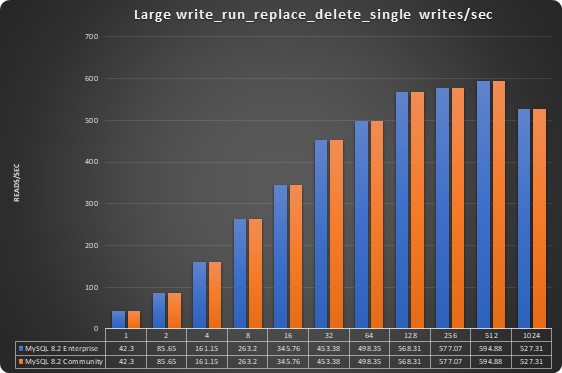 Large write_run_replace_delete_single writes/sec
700
600
500
400
300
200
100
0
READS/SEC
1 2 4 8 16 32 64 128 256 512 1024
MySQL 8.2 Enterprise 42.3 85.65 161.15 263.2 345.76 453.38 498.35 568.31 577.07 594.88 527.31
MySQL 8.2 Community 42.3 85.65 161.15 263.2 345.76 453.38 498.35 568.31 577.07 594.88 527.31